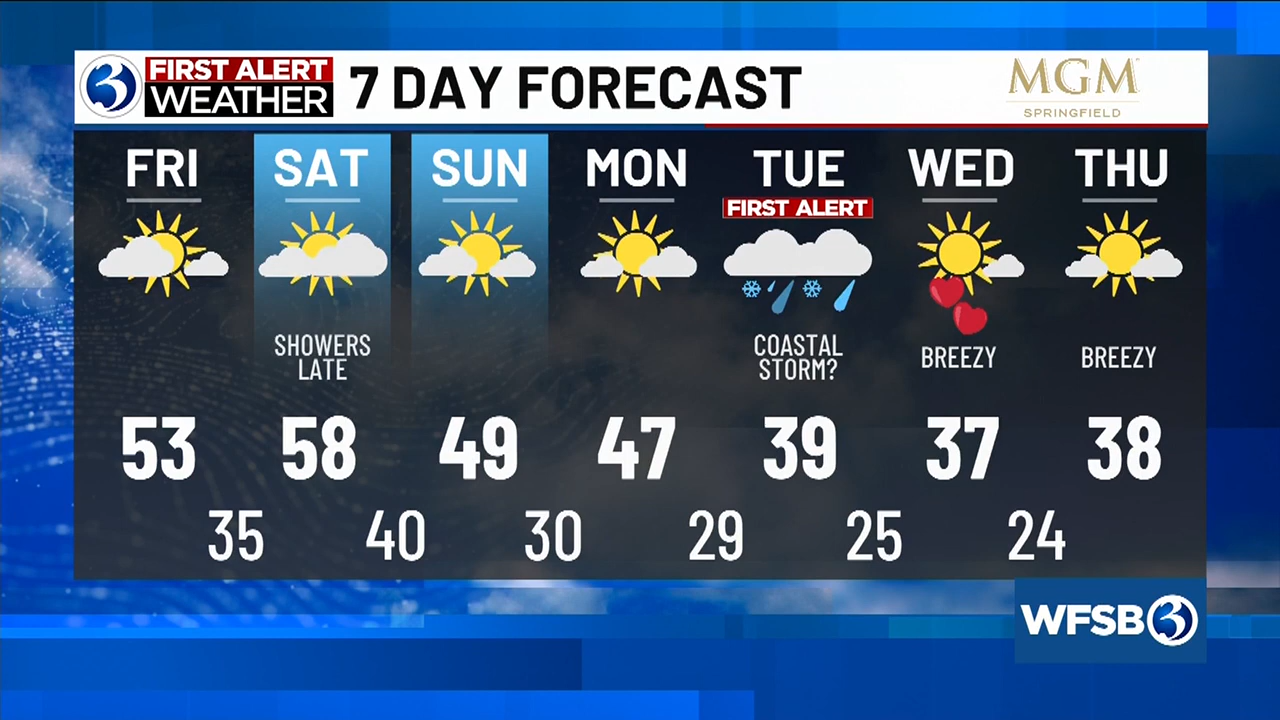 3 FIRST ALERT
WEATHER
7 DAY FORECAST
MGM
SPRINGFIELD
FRI SAT SUN MON TUE WED THU
FIRST ALERT
SHOWERS
LATE
COASTAL
STORM?
BREEZY
BREEZY
53 58 49 47 39 37 38
35 40 30 29 25 24
WFSB 3